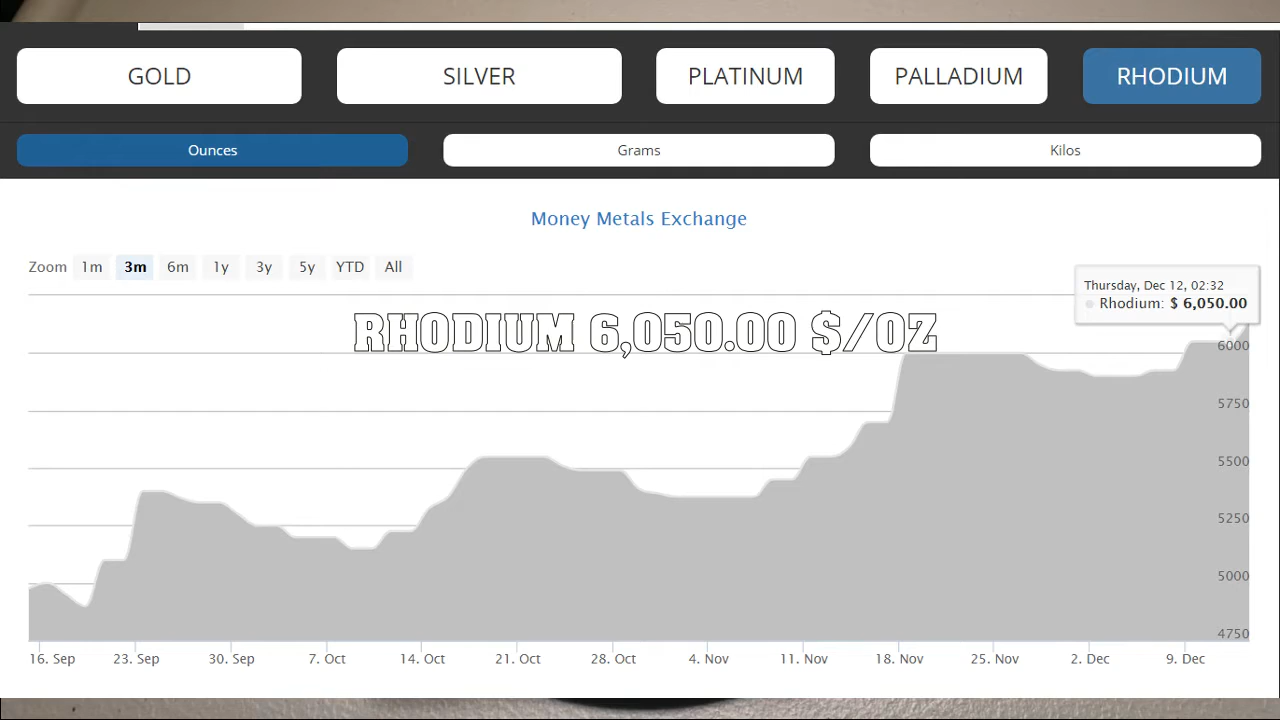 GOLD SILVER PLATINUM PALLADIUM RHODIUM
Ounces Grams Kilos
Money Metals Exchange
Zoom 1m 3m 6m 1y 3y 5y YTD All
Thursday, Dec 12, 02:32
Rhodium: $ 6,050.00
RHODIUM 6,050.00 $/OZ
6000
5750
5500
5250
5000
4750
16. Sep 23. Sep 30. Sep 7. Oct 14. Oct 21. Oct 28. Oct 4. Nov 11. Nov 18. Nov 25. Nov 2. Dec 9. Dec